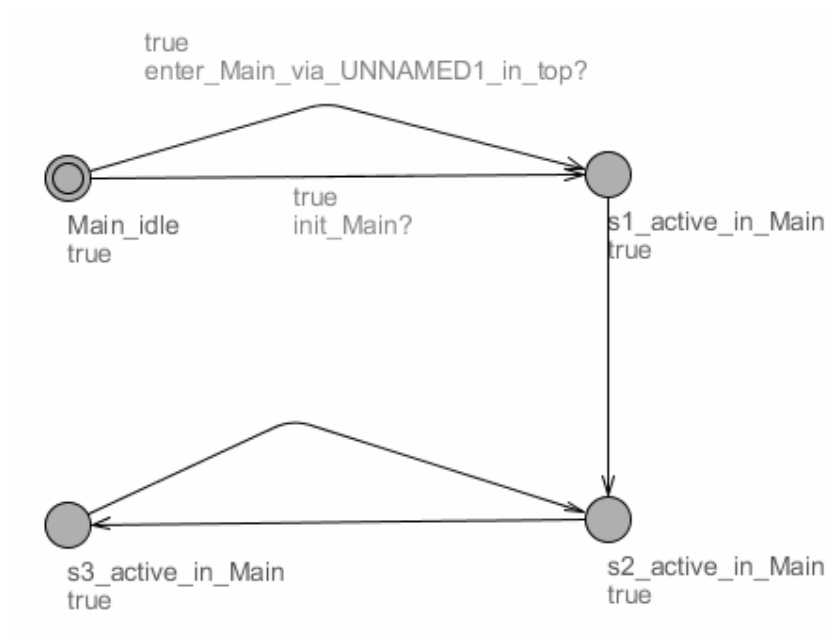 true
enter_Main_via_UNNAMED1_in_top?
true
init_Main?
Main_idle
true
s1_active_in_Main
true
s3_active_in_Main
true
s2_active_in_Main
true